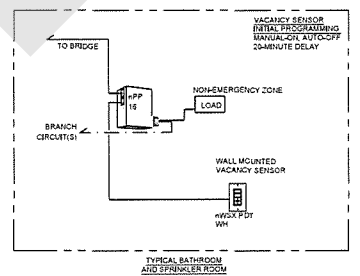 VACANCY SENSOR
INITIAL PROGRAMMING
MANUAL-ON, AUTO-OFF
20-MINUTE DELAY
TO BRIDGE
nPP
16
NON-EMERGENCY ZONE
LOAD
BRANCH
CIRCUIT(S)
WALL MOUNTED
VACANCY SENSOR
nWSX PDT
WH
TYPICAL BATHROOM
AND SPRINKLER ROOM